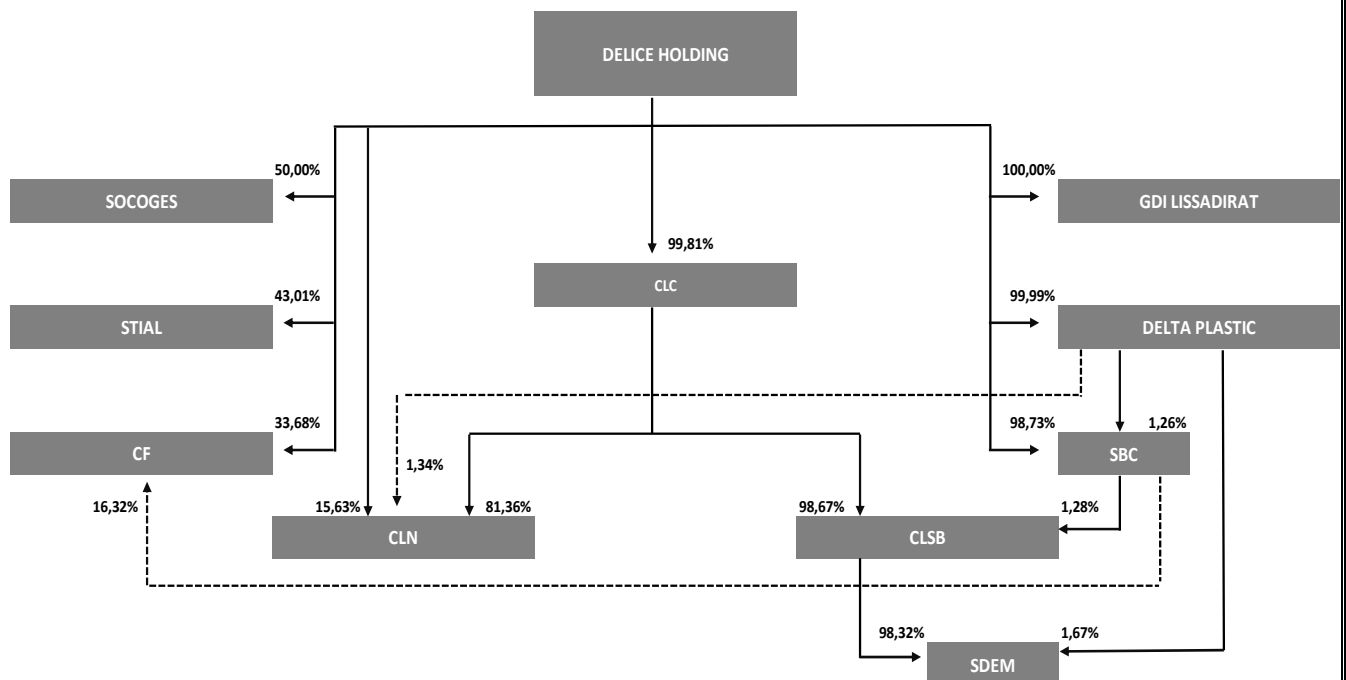 DELICE HOLDING
50,00%
100,00%
SOCOGES
GDI LISSADIRAT
99,81%
CLC
43,01%
99,99%
STIAL
DELTA PLASTIC
33,68%
98,73%
1,26%
CF
SBC
1,34%
16,32%
15,63%
81,36%
98,67%
1,28%
CLN
CLSB
98,32%
1,67%
SDEM